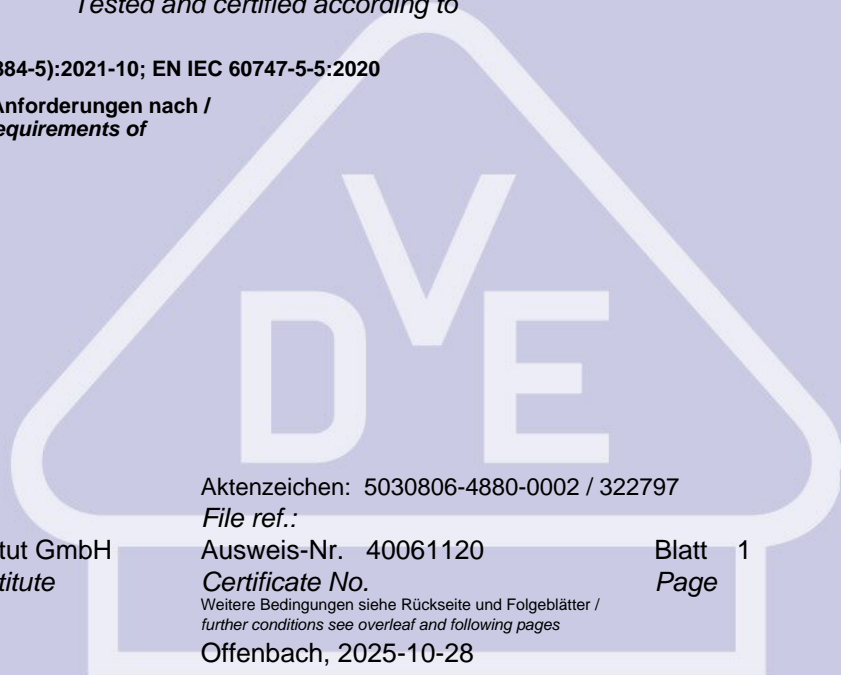 Tested and certified according to
884-5):2021-10; EN IEC 60747-5-5:2020
Anforderungen nach /
equirements of
VDE
Aktenzeichen: 5030806-4880-0002 / 322797
File ref.:
tut GmbH Ausweis-Nr. 40061120 Blatt 1
titute Certificate No. Page
Weitere Bedingungen siehe Rückseite und Folgeblätter /
further conditions see overleaf and following pages
Offenbach, 2025-10-28